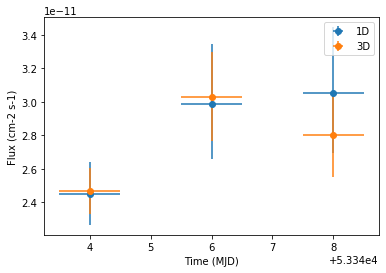 1e−11
1D
3D
3.4
3.2
3.0
2.8
2.6
2.4
Flux (cm-2 s-1)
4 5 6 7 8
+5.334e4
Time (MJD)